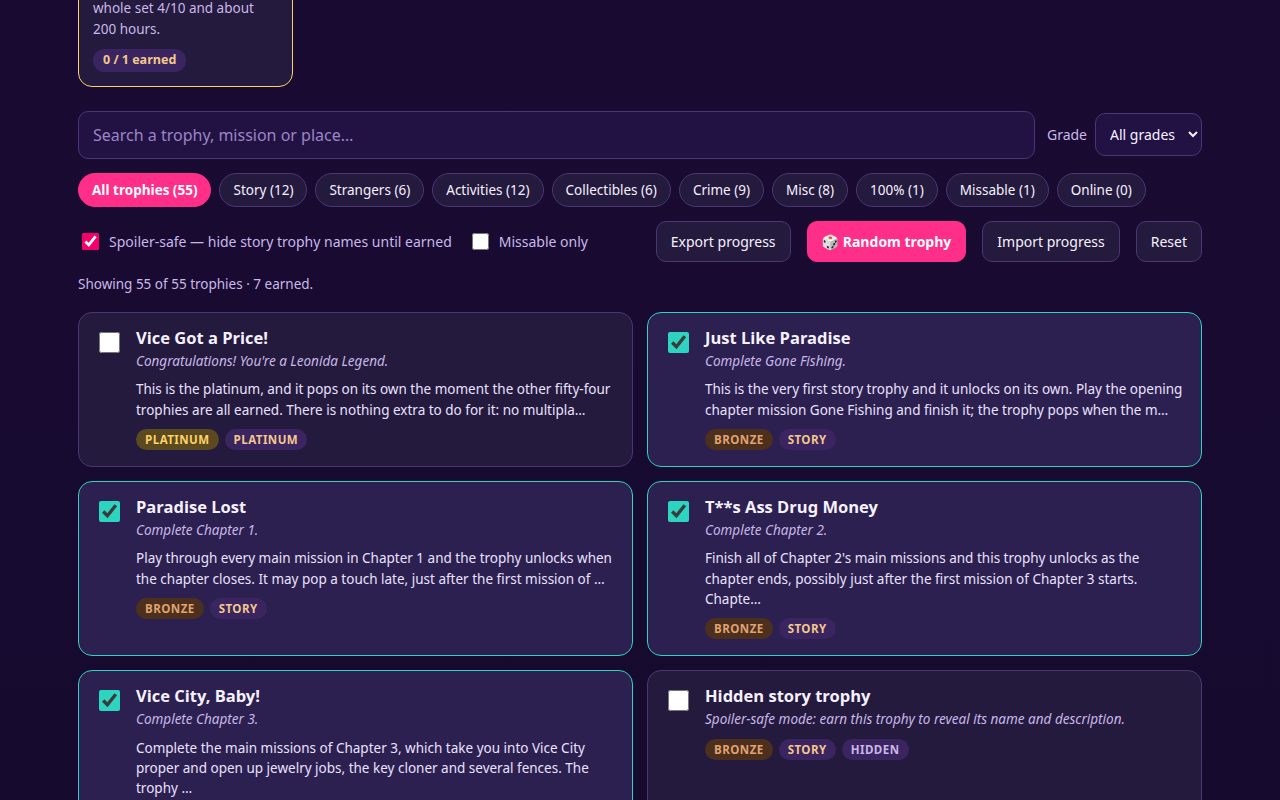 whole set 4/10 and about
200 hours.
0 / 1 earned
Search a trophy, mission or place...
Grade
All grades
All trophies (55)
Story (12)
Strangers (6)
Activities (12)
Collectibles (6)
Crime (9)
Misc (8)
100% (1)
Missable (1)
Online (0)
Spoiler-safe — hide story trophy names until earned
Missable only
Export progress
🎲 Random trophy
Import progress
Reset
Showing 55 of 55 trophies · 7 earned.
Vice Got a Price!
Congratulations! You're a Leonida Legend.
This is the platinum, and it pops on its own the moment the other fifty-four
trophies are all earned. There is nothing extra to do for it: no multipla...
PLATINUM
PLATINUM
Just Like Paradise
Complete Gone Fishing.
This is the very first story trophy and it unlocks on its own. Play the opening
chapter mission Gone Fishing and finish it; the trophy pops when the m...
BRONZE
STORY
Paradise Lost
Complete Chapter 1.
Play through every main mission in Chapter 1 and the trophy unlocks when
the chapter closes. It may pop a touch late, just after the first mission of ...
BRONZE
STORY
T**s Ass Drug Money
Complete Chapter 2.
Finish all of Chapter 2's main missions and this trophy unlocks as the
chapter ends, possibly just after the first mission of Chapter 3 starts.
Chapte...
BRONZE
STORY
Vice City, Baby!
Complete Chapter 3.
Complete the main missions of Chapter 3, which take you into Vice City
proper and open up jewelry jobs, the key cloner and several fences. The
trophy ...
Hidden story trophy
Spoiler-safe mode: earn this trophy to reveal its name and description.
BRONZE
STORY
HIDDEN